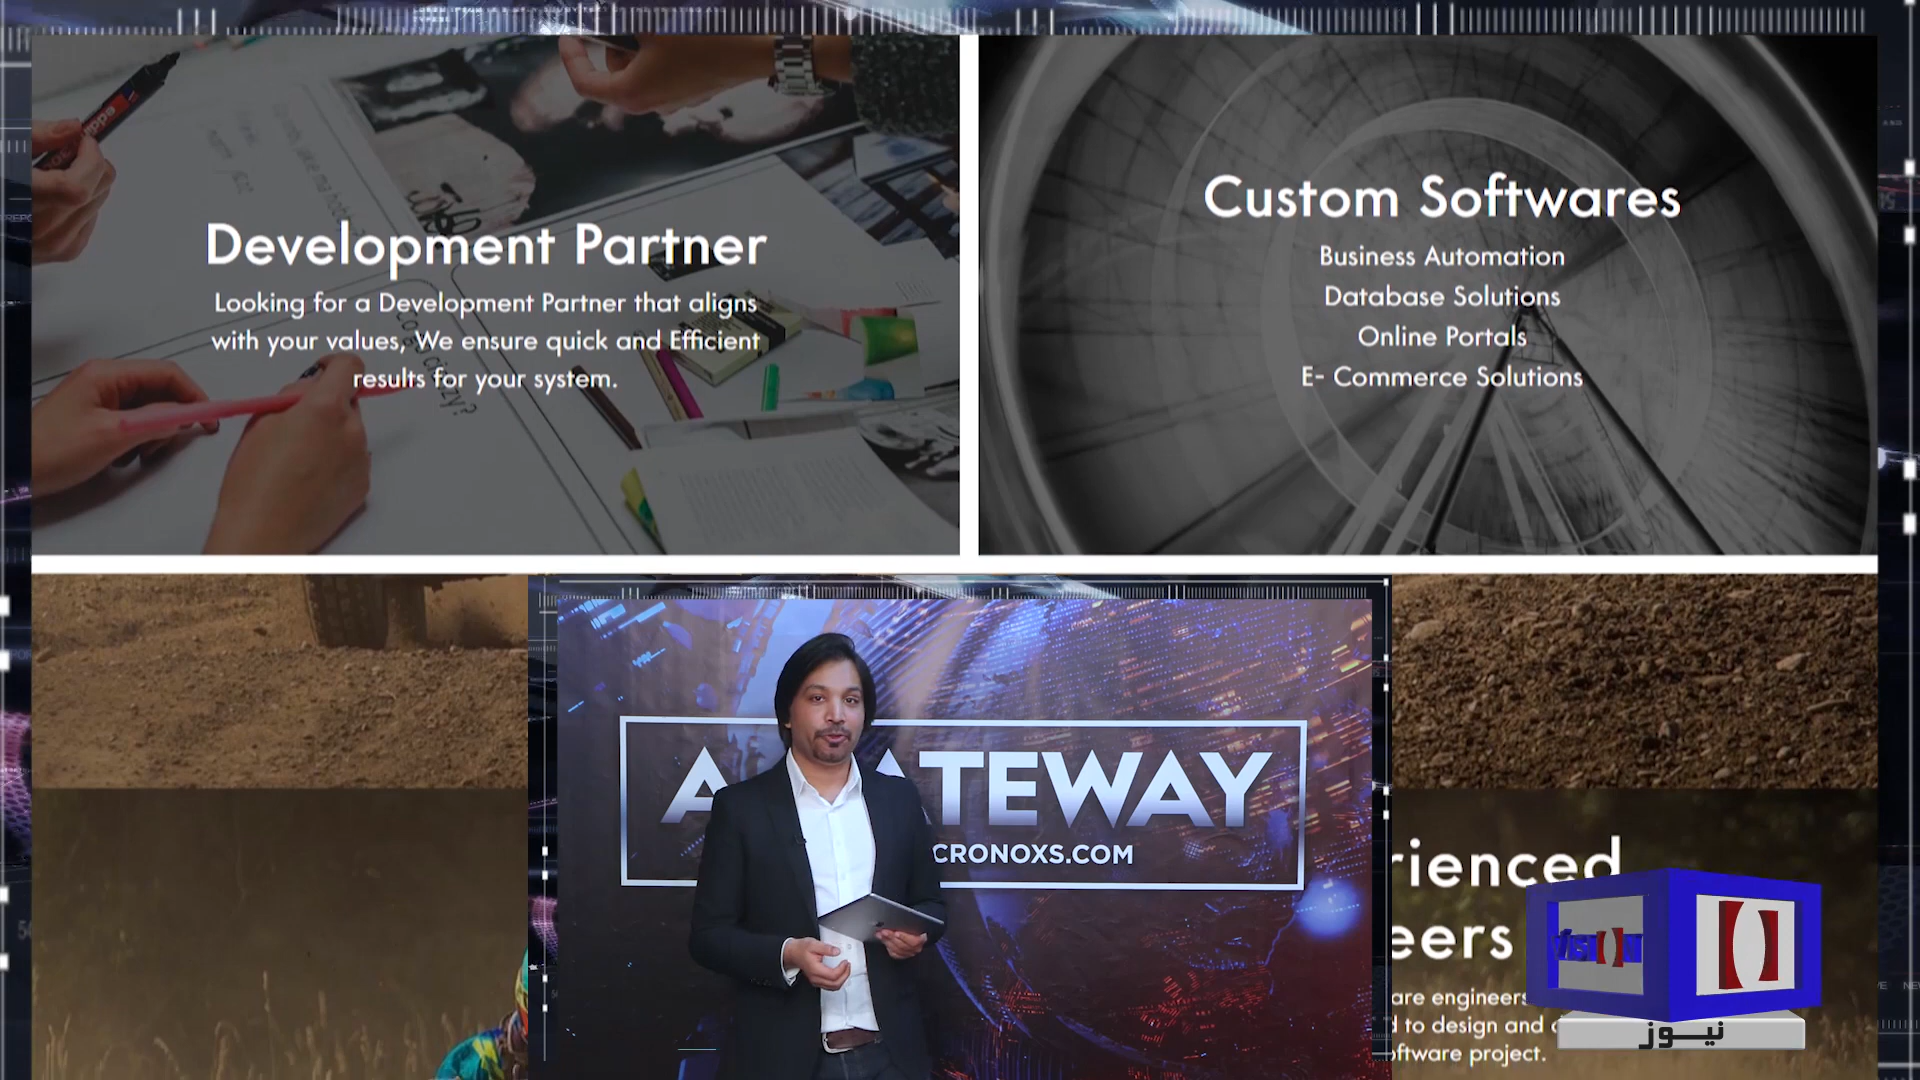 Development Partner
Looking for a Development Partner that aligns
with your values, We ensure quick and Efficient
results for your system.
Custom Softwares
Business Automation
Database Solutions
Online Portals
E- Commerce Solutions
A ATEWAY
CRONOXS.COM
rienced
eers
are engineers
to design and
oftware project.
نیوز